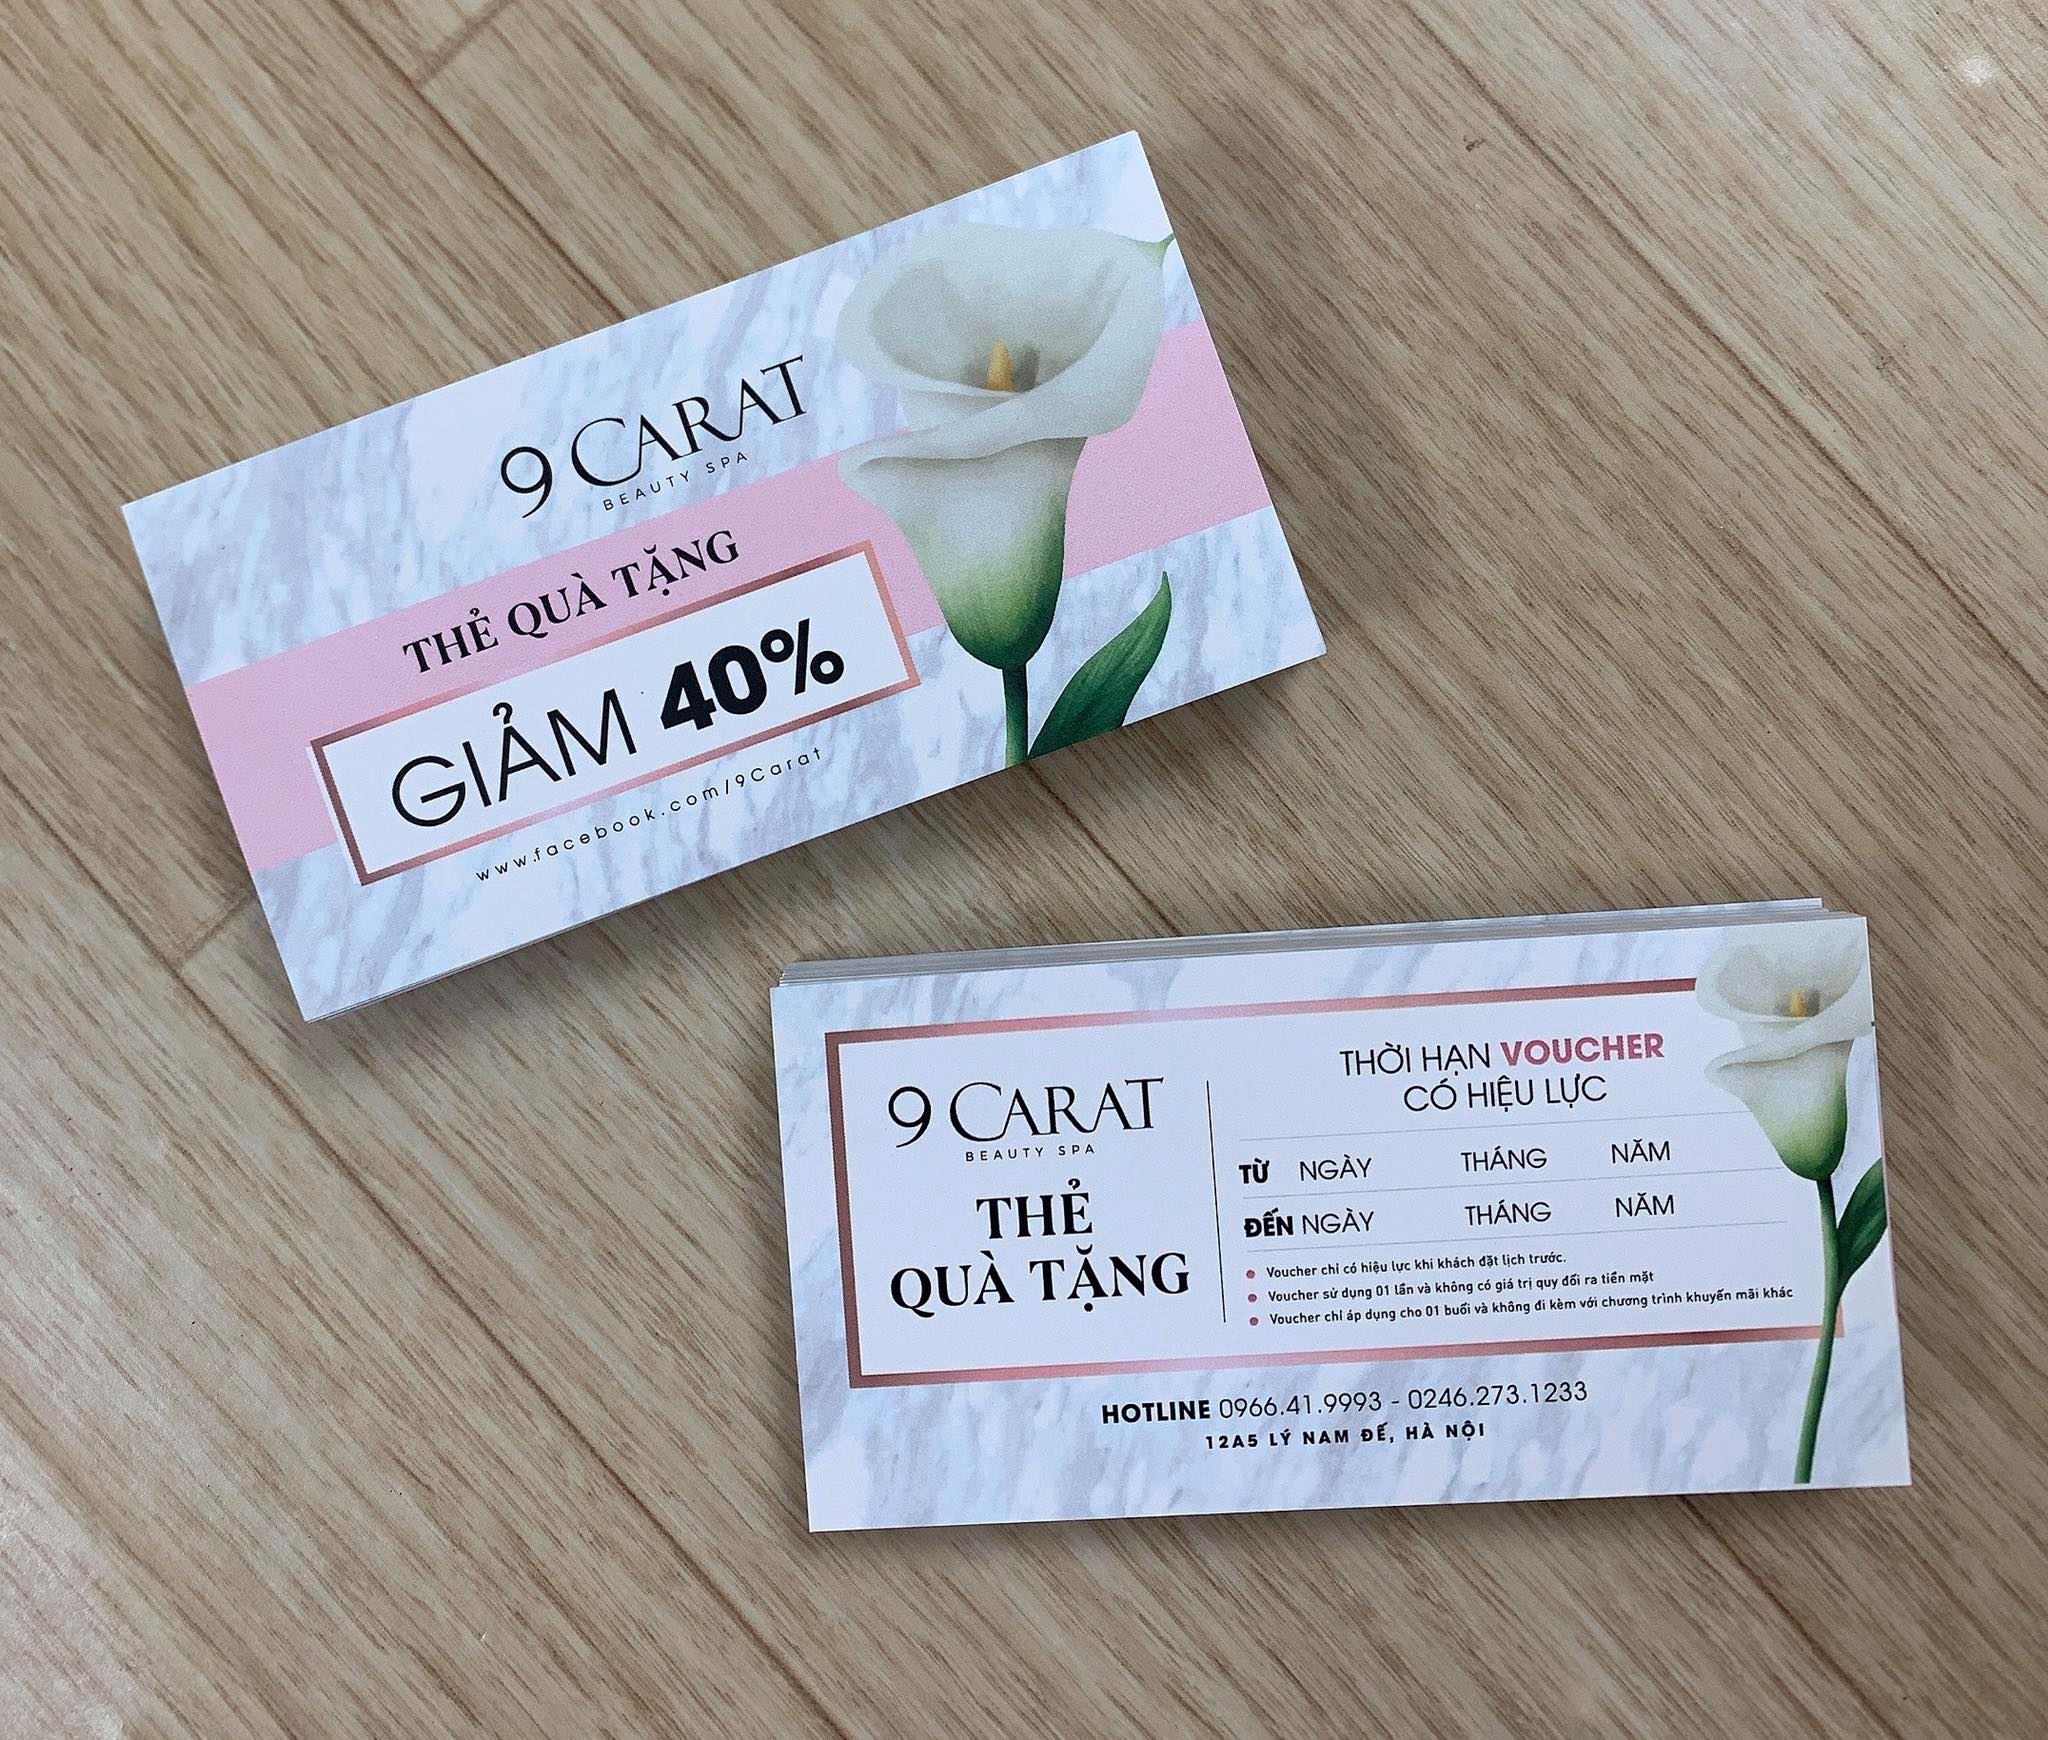 9 CARAT
BEAUTY SPA
THẺ QUÀ TẶNG
GIẢM 40%
www.facebook.com/9Carat
9 CARAT
BEAUTY SPA
THẺ
QUÀ TẶNG
THỜI HẠN VOUCHER
CÓ HIỆU LỰC
TỪ NGÀY THÁNG NĂM
ĐẾN NGÀY THÁNG NĂM
Voucher chỉ có hiệu lực khi khách đặt lịch trước.
Voucher sử dụng 01 lần và không có giá trị quy đổi ra tiền mặt
Voucher chỉ áp dụng cho 01 buổi và không đi kèm với chương trình khuyến mãi khác
HOTLINE 0966.41.9993 - 0246.273.1233
12A5 LÝ NAM ĐẾ, HÀ NỘI